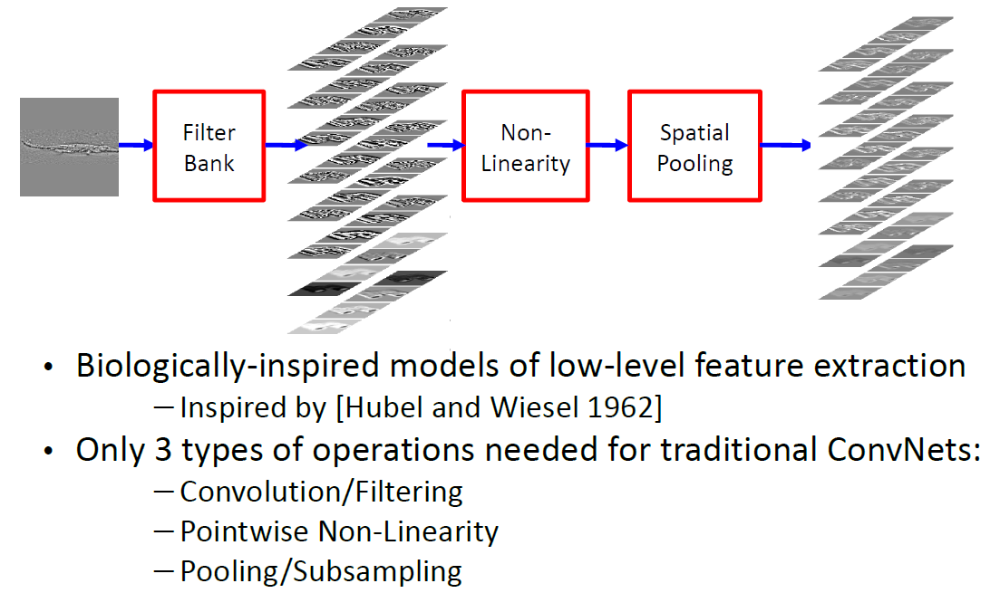 Filter
Bank
Non-
Linearity
Spatial
Pooling
• Biologically-inspired models of low-level feature extraction
– Inspired by [Hubel and Wiesel 1962]
• Only 3 types of operations needed for traditional ConvNets:
– Convolution/Filtering
– Pointwise Non-Linearity
– Pooling/Subsampling